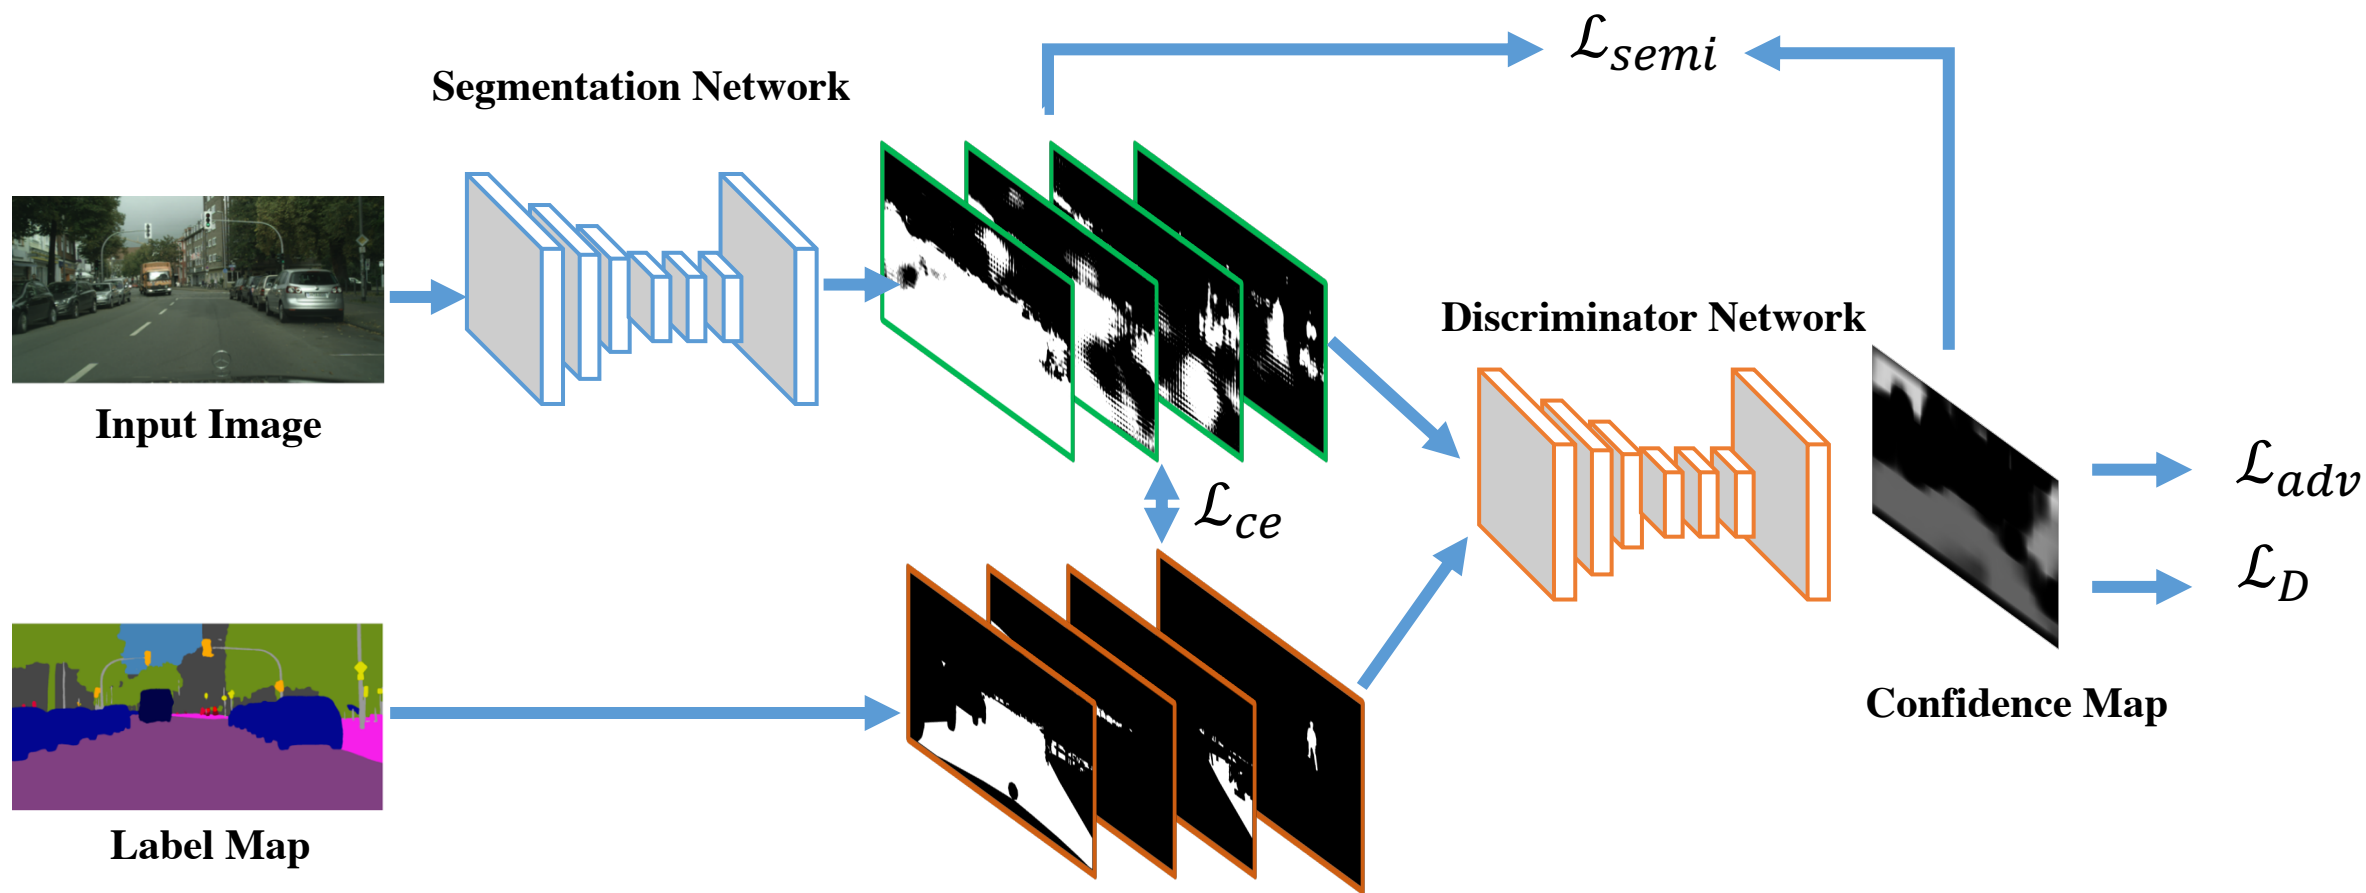 ℒsemi
Segmentation Network
Discriminator Network
Input Image
ℒce
ℒadv
ℒD
Confidence Map
Label Map